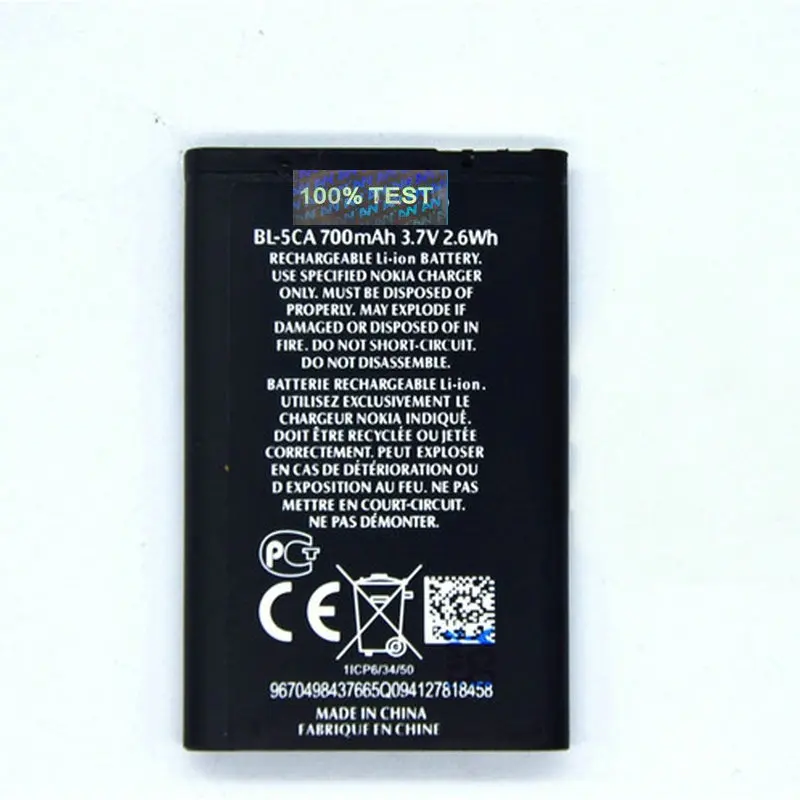 100% TEST
BL-5CA 700mAh 3.7V 2.6Wh
RECHARGEABLE Li-ion BATTERY.
USE SPECIFIED NOKIA CHARGER
ONLY. MUST BE DISPOSED OF
PROPERLY. MAY EXPLODE IF
DAMAGED OR DISPOSED OF IN
FIRE. DO NOT SHORT-CIRCUIT.
DO NOT DISASSEMBLE.
BATTERIE RECHARGEABLE Li-ion.
UTILISEZ EXCLUSIVEMENT LE
CHARGEUR NOKIA INDIQUÉ.
DOIT ÊTRE RECYCLÉE OU JETÉE
CORRECTEMENT. PEUT EXPLOSER
EN CAS DE DÉTÉRIORATION OU
D EXPOSITION AU FEU. NE PAS
METTRE EN COURT-CIRCUIT.
NE PAS DÉMONTER.
РСТ
CE
1ICP6/34/50
9670498437665Q094127818458
MADE IN CHINA
FABRIQUÉ EN CHINE